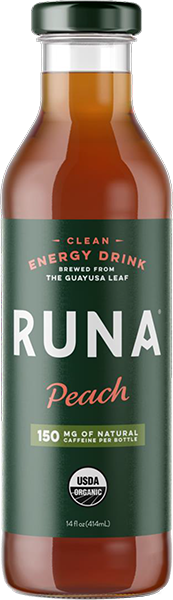 CLEAN
ENERGY DRINK
BREWED FROM
THE GUAYUSA LEAF
RUNA®
Peach
150 MG OF NATURAL
CAFFEINE PER BOTTLE
USDA
ORGANIC
14 fl oz (414mL)